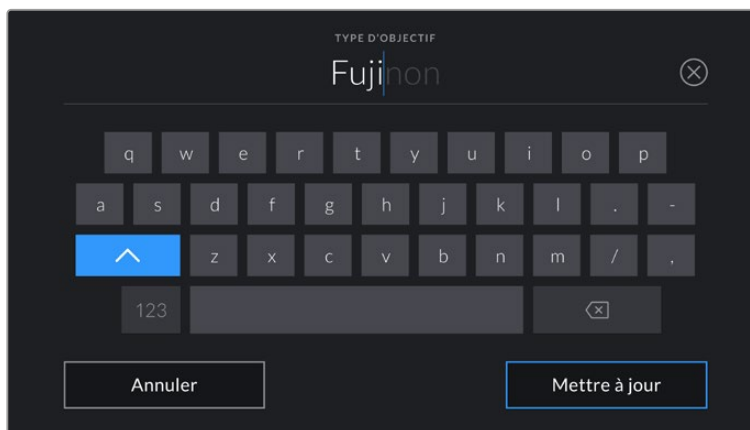 TYPE D'OBJECTIF
Fujinon
q w e r t y u i o p
a s d f g h j k l . -
z x c v b n m / ,
123
Annuler Mettre à jour